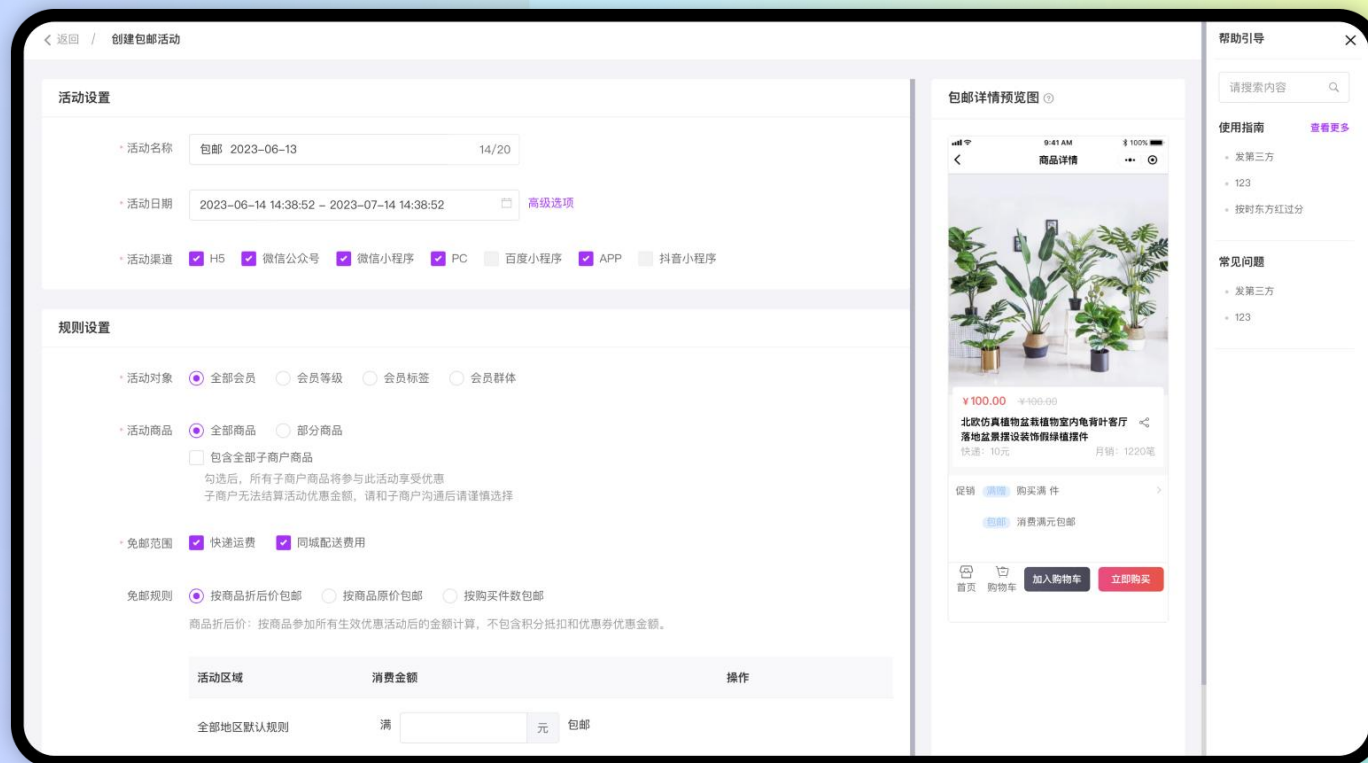 返回 / 创建包邮活动
活动设置
* 活动名称 包邮 2023-06-13 14/20
* 活动日期 2023-06-14 14:38:52 - 2023-07-14 14:38:52 高级选项
* 活动渠道 H5 微信公众号 微信小程序 PC 百度小程序 APP 抖音小程序
规则设置
* 活动对象 全部会员 会员等级 会员标签 会员群体
* 活动商品 全部商品 部分商品
包含全部子商户商品
勾选后，所有子商户商品将参与此活动享受优惠
子商户无法结算活动优惠金额，请和子商户沟通后请谨慎选择
* 免邮范围 快递运费 同城配送费用
免邮规则 按商品折后价包邮 按商品原价包邮 按购买件数包邮
商品折后价：按商品参加所有生效优惠活动后的金额计算，不包含积分抵扣和优惠券优惠金额。
活动区域 消费金额 操作
全部地区默认规则 满 元 包邮
包邮详情预览图
9:41 AM 100%
商品详情
¥100.00 ¥100.00
北欧仿真植物盆栽植物室内龟背叶客厅
落地盆景摆设装饰假绿植摆件
快递：10元 月销：1220笔
促销 满赠 购买满 件
包邮 消费满元包邮
首页 购物车 加入购物车 立即购买
帮助引导
请搜索内容
使用指南 查看更多
发第三方
123
按时东方红过分
常见问题
发第三方
123